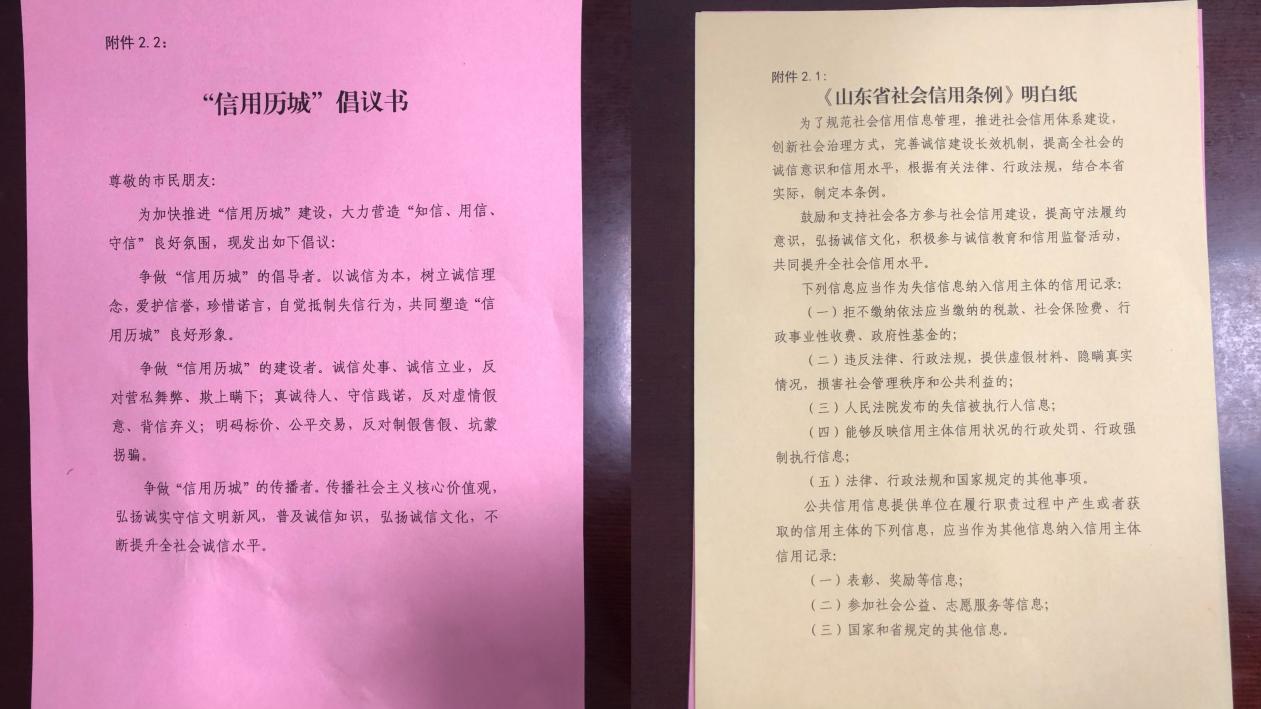 附件 2.2：
“信用历城”倡议书
尊敬的市民朋友：
为加快推进“信用历城”建设，大力营造“知信、用信、
守信”良好氛围，现发出如下倡议：
争做“信用历城”的倡导者。以诚信为本，树立诚信理
念，爱护信誉，珍惜诺言，自觉抵制失信行为，共同塑造“信
用历城”良好形象。
争做“信用历城”的建设者。诚信处事、诚信立业，反
对营私舞弊、欺上瞒下；真诚待人、守信践诺，反对虚情假
意、背信弃义；明码标价、公平交易，反对制假售假、坑蒙
拐骗。
争做“信用历城”的传播者。传播社会主义核心价值观，
弘扬诚实守信文明新风，普及诚信知识，弘扬诚信文化，不
断提升全社会诚信水平。
附件 2.1：
《山东省社会信用条例》明白纸
为了规范社会信用信息管理，推进社会信用体系建设，
创新社会治理方式，完善诚信建设长效机制，提高全社会的
诚信意识和信用水平，根据有关法律、行政法规，结合本省
实际，制定本条例。
鼓励和支持社会各方参与社会信用建设，提高守法履约
意识，弘扬诚信文化，积极参与诚信教育和信用监督活动，
共同提升全社会信用水平。
下列信息应当作为失信信息纳入信用主体的信用记录：
（一）拒不缴纳依法应当缴纳的税款、社会保险费、行
政事业性收费、政府性基金的；
（二）违反法律、行政法规，提供虚假材料、隐瞒真实
情况，损害社会管理秩序和公共利益的；
（三）人民法院发布的失信被执行人信息；
（四）能够反映信用主体信用状况的行政处罚、行政强
制执行信息；
（五）法律、行政法规和国家规定的其他事项。
公共信用信息提供单位在履行职责过程中产生或者获
取的信用主体的下列信息，应当作为其他信息纳入信用主体
信用记录：
（一）表彰、奖励等信息；
（二）参加社会公益、志愿服务等信息；
（三）国家和省规定的其他信息。